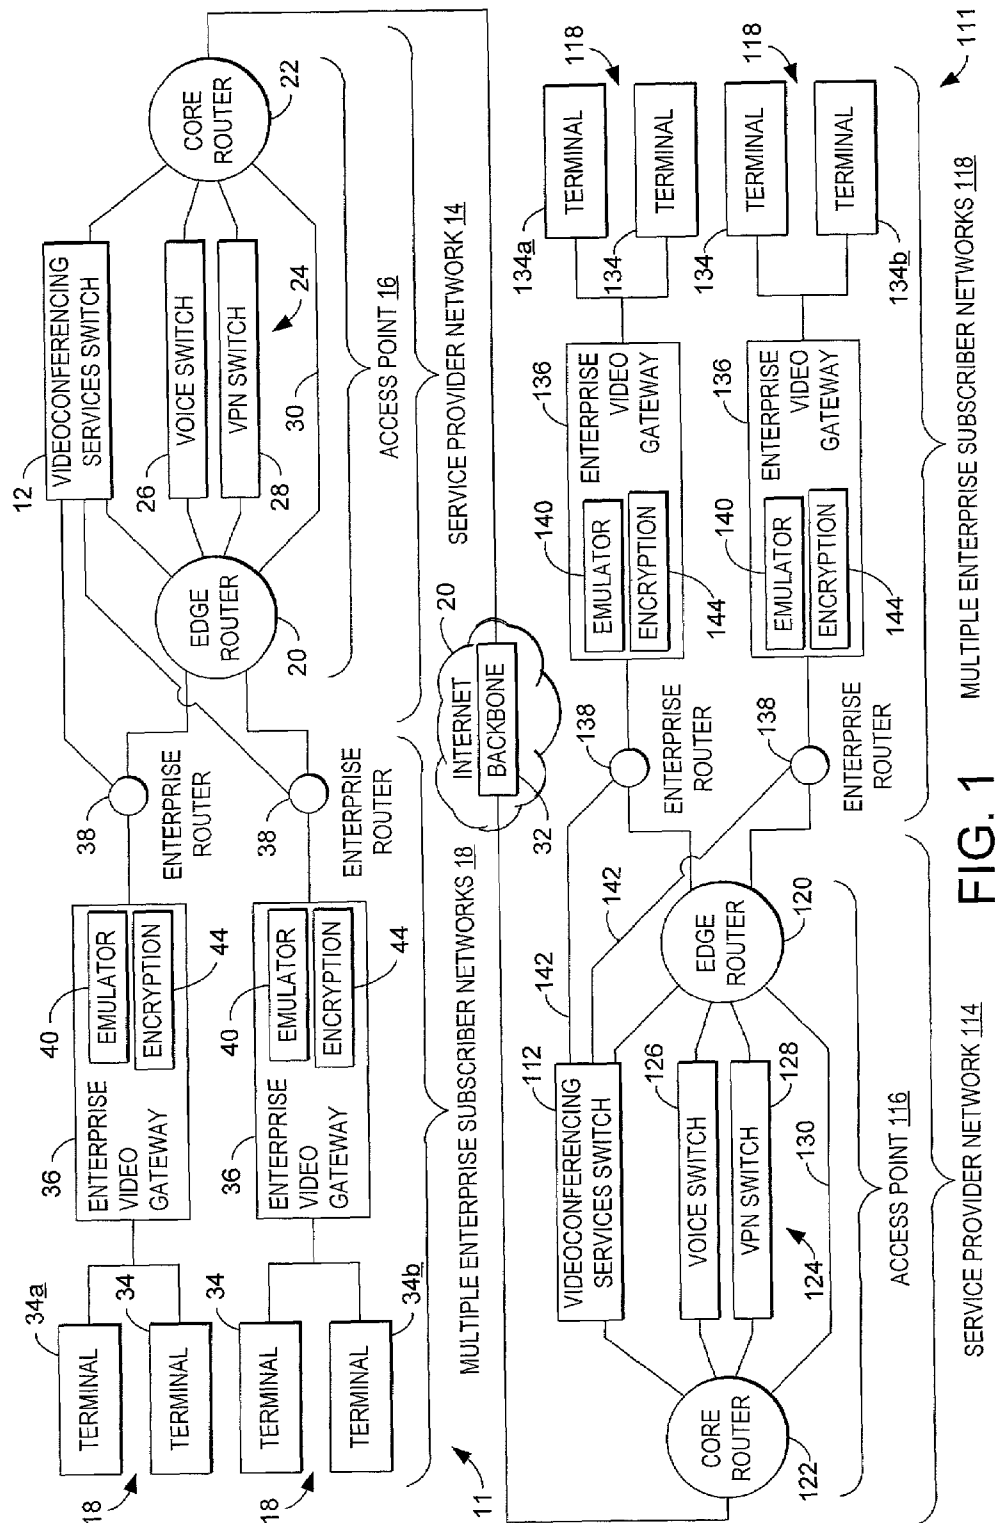 18
34a
TERMINAL
34
TERMINAL
18
34
TERMINAL
34b
TERMINAL
11
36
ENTERPRISE
VIDEO
GATEWAY
40
EMULATOR
ENCRYPTION
44
36
ENTERPRISE
VIDEO
GATEWAY
40
EMULATOR
ENCRYPTION
44
38
ENTERPRISE
ROUTER
38
ENTERPRISE
ROUTER
MULTIPLE ENTERPRISE SUBSCRIBER NETWORKS 18
12
VIDEOCONFERENCING
SERVICES SWITCH
EDGE
ROUTER
20
26
VOICE SWITCH
VPN SWITCH
28
24
30
CORE
ROUTER
22
ACCESS POINT 16
SERVICE PROVIDER NETWORK 14
INTERNET
20
BACKBONE
32
112
VIDEOCONFERENCING
SERVICES SWITCH
142
142
CORE
ROUTER
122
126
VOICE SWITCH
VPN SWITCH
128
124
130
EDGE
ROUTER
120
ACCESS POINT 116
SERVICE PROVIDER NETWORK 114
138
ENTERPRISE
ROUTER
138
ENTERPRISE
ROUTER
140
EMULATOR
ENCRYPTION
144
136
ENTERPRISE
VIDEO
GATEWAY
140
EMULATOR
ENCRYPTION
144
136
ENTERPRISE
VIDEO
GATEWAY
134a
TERMINAL
118
134
TERMINAL
134
TERMINAL
118
134b
TERMINAL
MULTIPLE ENTERPRISE SUBSCRIBER NETWORKS 118
111
FIG. 1